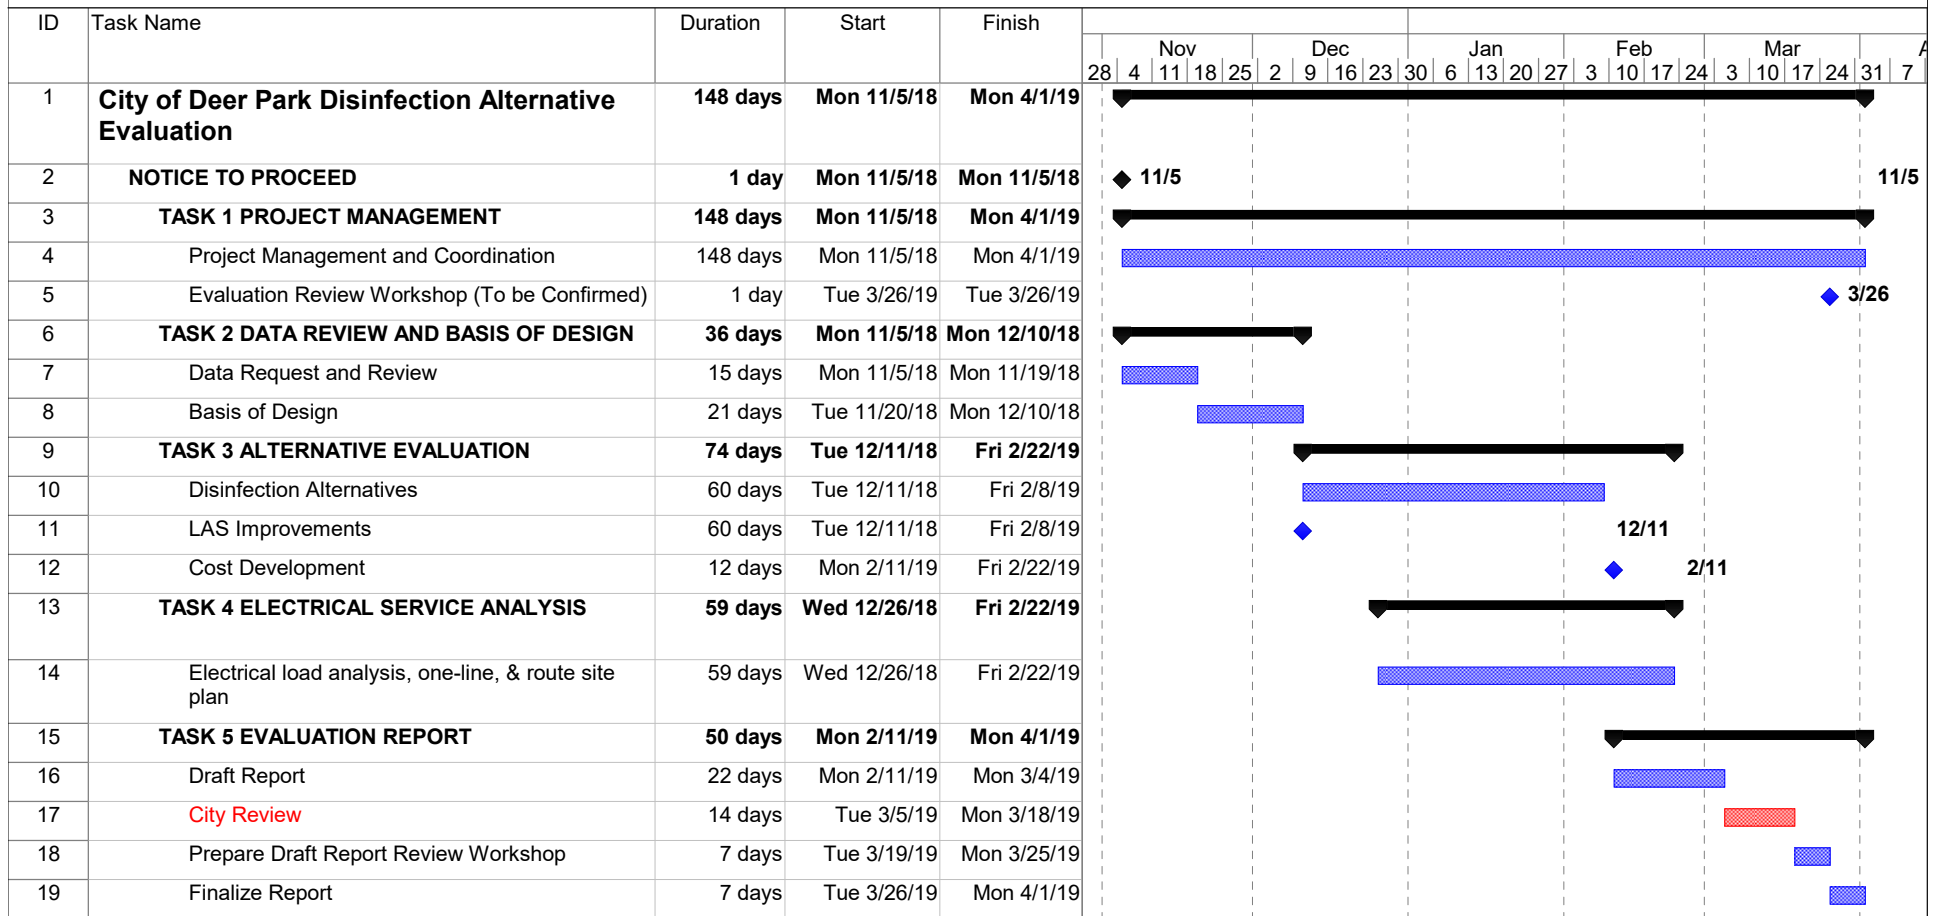 ID Task Name Duration Start Finish
Nov Dec Jan Feb Mar A
28 4 11 18 25 2 9 16 23 30 6 13 20 27 3 10 17 24 3 10 17 24 31 7
1 City of Deer Park Disinfection Alternative 148 days Mon 11/5/18 Mon 4/1/19
Evaluation
2 NOTICE TO PROCEED 1 day Mon 11/5/18 Mon 11/5/18 11/5 11/5
3 TASK 1 PROJECT MANAGEMENT 148 days Mon 11/5/18 Mon 4/1/19
4 Project Management and Coordination 148 days Mon 11/5/18 Mon 4/1/19
5 Evaluation Review Workshop (To be Confirmed) 1 day Tue 3/26/19 Tue 3/26/19 3/26
6 TASK 2 DATA REVIEW AND BASIS OF DESIGN 36 days Mon 11/5/18 Mon 12/10/18
7 Data Request and Review 15 days Mon 11/5/18 Mon 11/19/18
8 Basis of Design 21 days Tue 11/20/18 Mon 12/10/18
9 TASK 3 ALTERNATIVE EVALUATION 74 days Tue 12/11/18 Fri 2/22/19
10 Disinfection Alternatives 60 days Tue 12/11/18 Fri 2/8/19
11 LAS Improvements 60 days Tue 12/11/18 Fri 2/8/19 12/11
12 Cost Development 12 days Mon 2/11/19 Fri 2/22/19 2/11
13 TASK 4 ELECTRICAL SERVICE ANALYSIS 59 days Wed 12/26/18 Fri 2/22/19
14 Electrical load analysis, one-line, & route site 59 days Wed 12/26/18 Fri 2/22/19
plan
15 TASK 5 EVALUATION REPORT 50 days Mon 2/11/19 Mon 4/1/19
16 Draft Report 22 days Mon 2/11/19 Mon 3/4/19
17 City Review 14 days Tue 3/5/19 Mon 3/18/19
18 Prepare Draft Report Review Workshop 7 days Tue 3/19/19 Mon 3/25/19
19 Finalize Report 7 days Tue 3/26/19 Mon 4/1/19